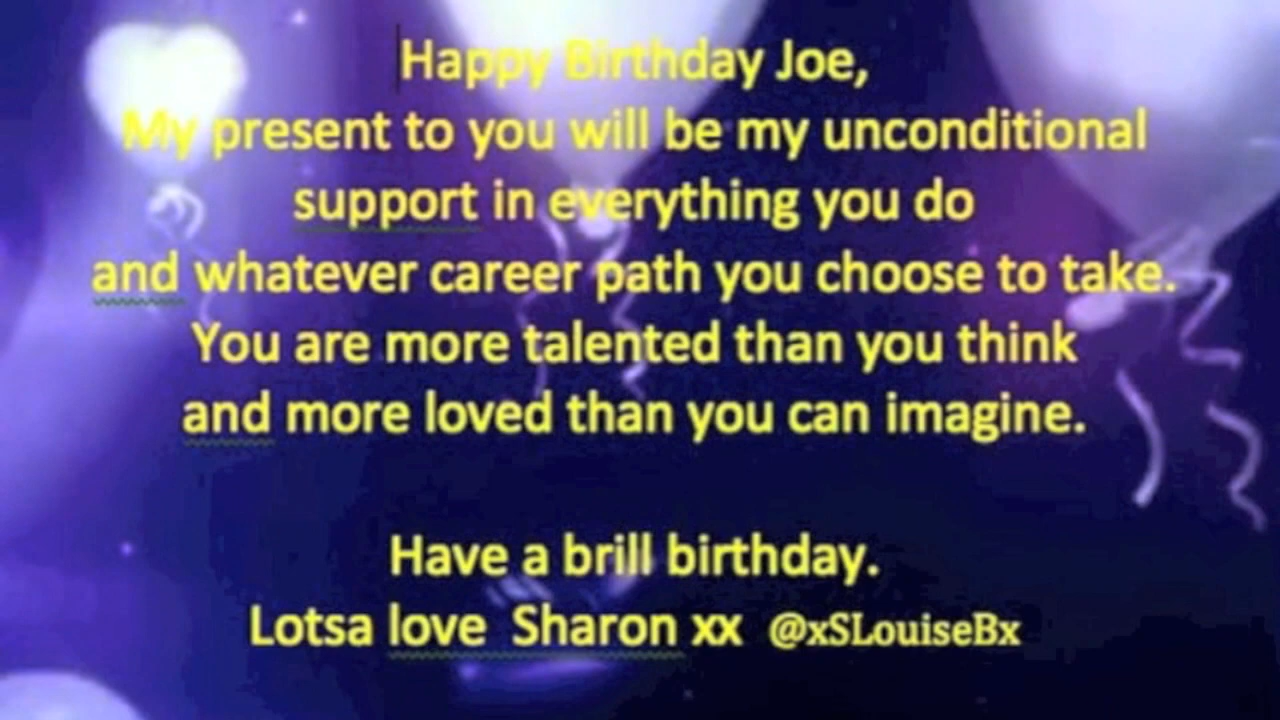 Happy Birthday Joe,
My present to you will be my unconditional
support in everything you do
and whatever career path you choose to take.
You are more talented than you think
and more loved than you can imagine.
Have a brill birthday.
Lotsa love Sharon xx @xSLouiseBx